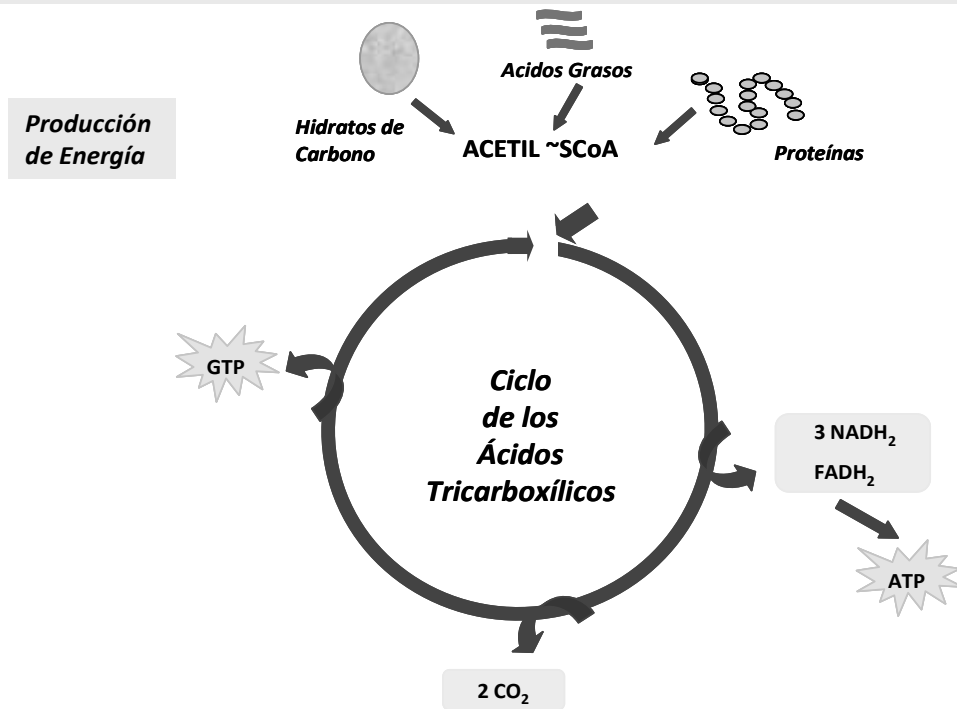 Producción
de Energía
Acidos Grasos
Hidratos de
Carbono
ACETIL ~SCoA
Proteínas
GTP
Ciclo
de los
Ácidos
Tricarboxílicos
3 NADH₂
FADH₂
ATP
2 CO₂